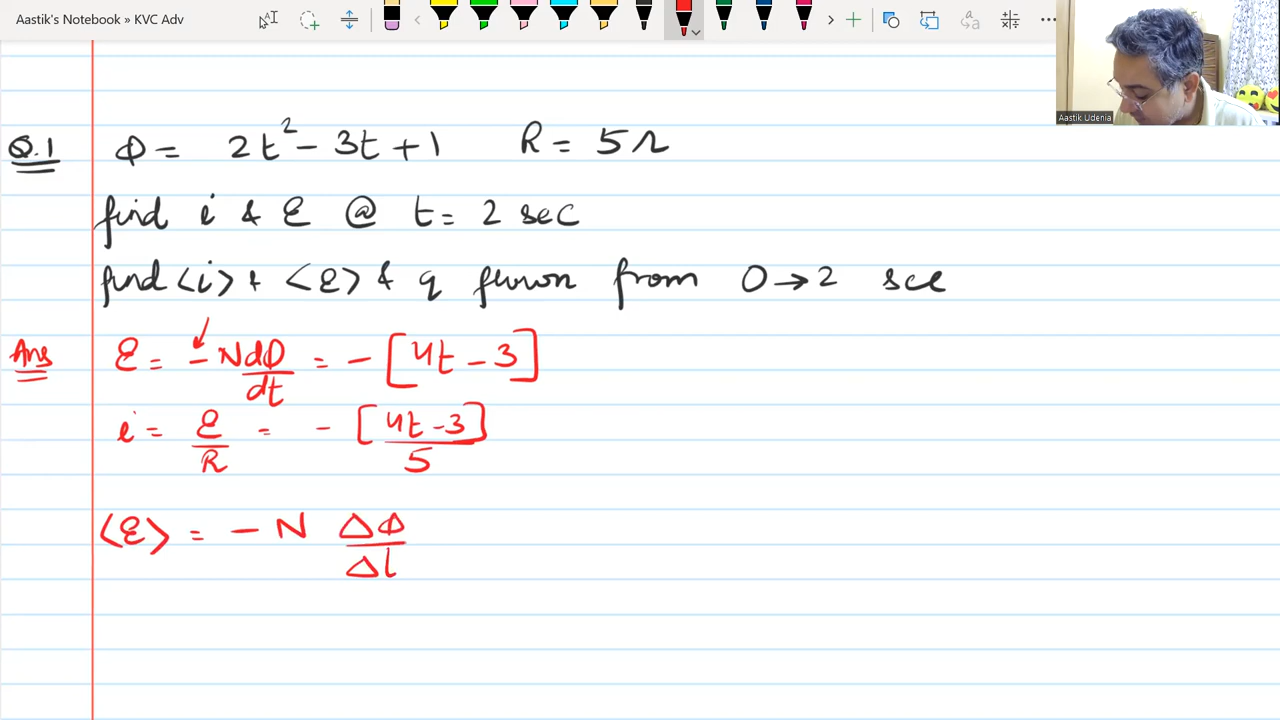 Aastik's Notebook » KVC Adv
Aastik Udenia
Q.1 Φ = 2t² - 3t + 1 R = 5Ω
find i & ε @ t = 2 sec
find <i> & <ε> & q flown from 0 → 2 sec
Ans ε = - N dΦ/dt = - [4t - 3]
i = ε/R = - [4t - 3]/5
<ε> = - N ΔΦ/Δt